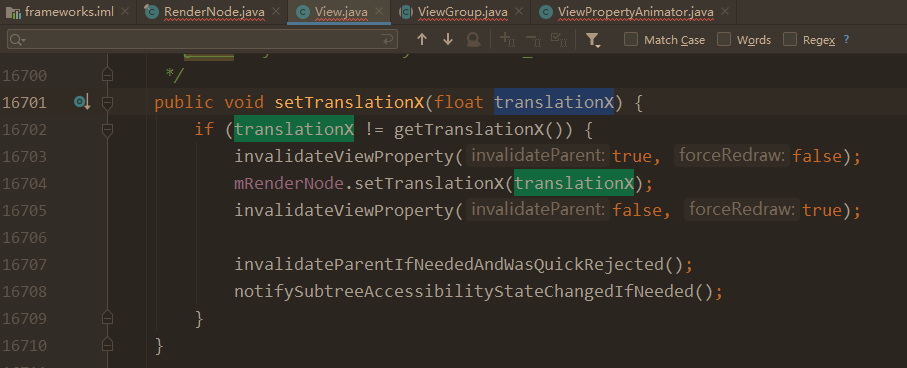 frameworks.iml RenderNode.java View.java ViewGroup.java ViewPropertyAnimator.java
Match Case Words Regex ?
16700 */
16701 public void setTranslationX(float translationX) {
16702 if (translationX != getTranslationX()) {
16703 invalidateViewProperty( invalidateParent: true, forceRedraw: false);
16704 mRenderNode.setTranslationX(translationX);
16705 invalidateViewProperty( invalidateParent: false, forceRedraw: true);
16706
16707 invalidateParentIfNeededAndWasQuickRejected();
16708 notifySubtreeAccessibilityStateChangedIfNeeded();
16709 }
16710 }